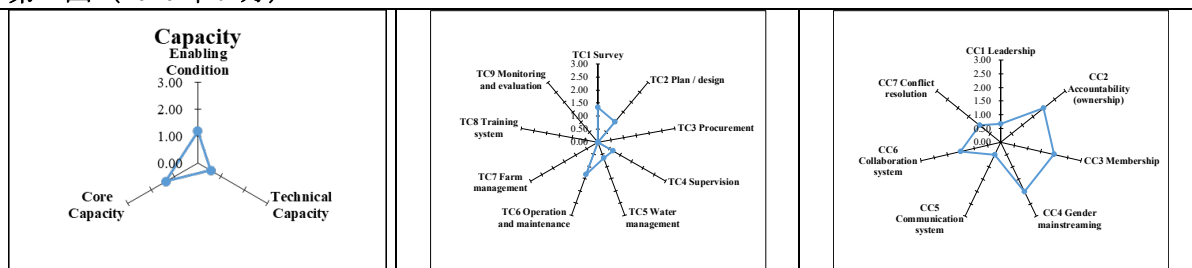 Capacity
Enabling
Condition
3.00
2.00
1.00
0.00
Core
Capacity
Technical
Capacity
TC1 Survey
3.00
2.50
2.00
1.50
1.00
0.50
0.00
TC2 Plan / design
TC3 Procurement
TC4 Supervision
TC5 Water
management
TC6 Operation
and maintenance
TC7 Farm
management
TC8 Training
system
TC9 Monitoring
and evaluation
CC1 Leadership
3.00
2.50
2.00
1.50
1.00
0.50
0.00
CC2
Accountability
(ownership)
CC3 Membership
CC4 Gender
mainstreaming
CC5
Communication
system
CC6
Collaboration
system
CC7 Conflict
resolution